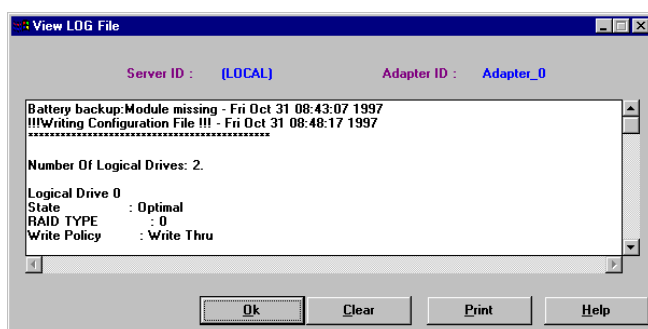 View LOG File
Server ID : (LOCAL) Adapter ID : Adapter_0
Battery backup:Module missing - Fri Oct 31 08:43:07 1997
!!!Writing Configuration File !!! - Fri Oct 31 08:48:17 1997
*********************************************
Number Of Logical Drives: 2.
Logical Drive 0
State : Optimal
RAID TYPE : 0
Write Policy : Write Thru
Ok Clear Print Help